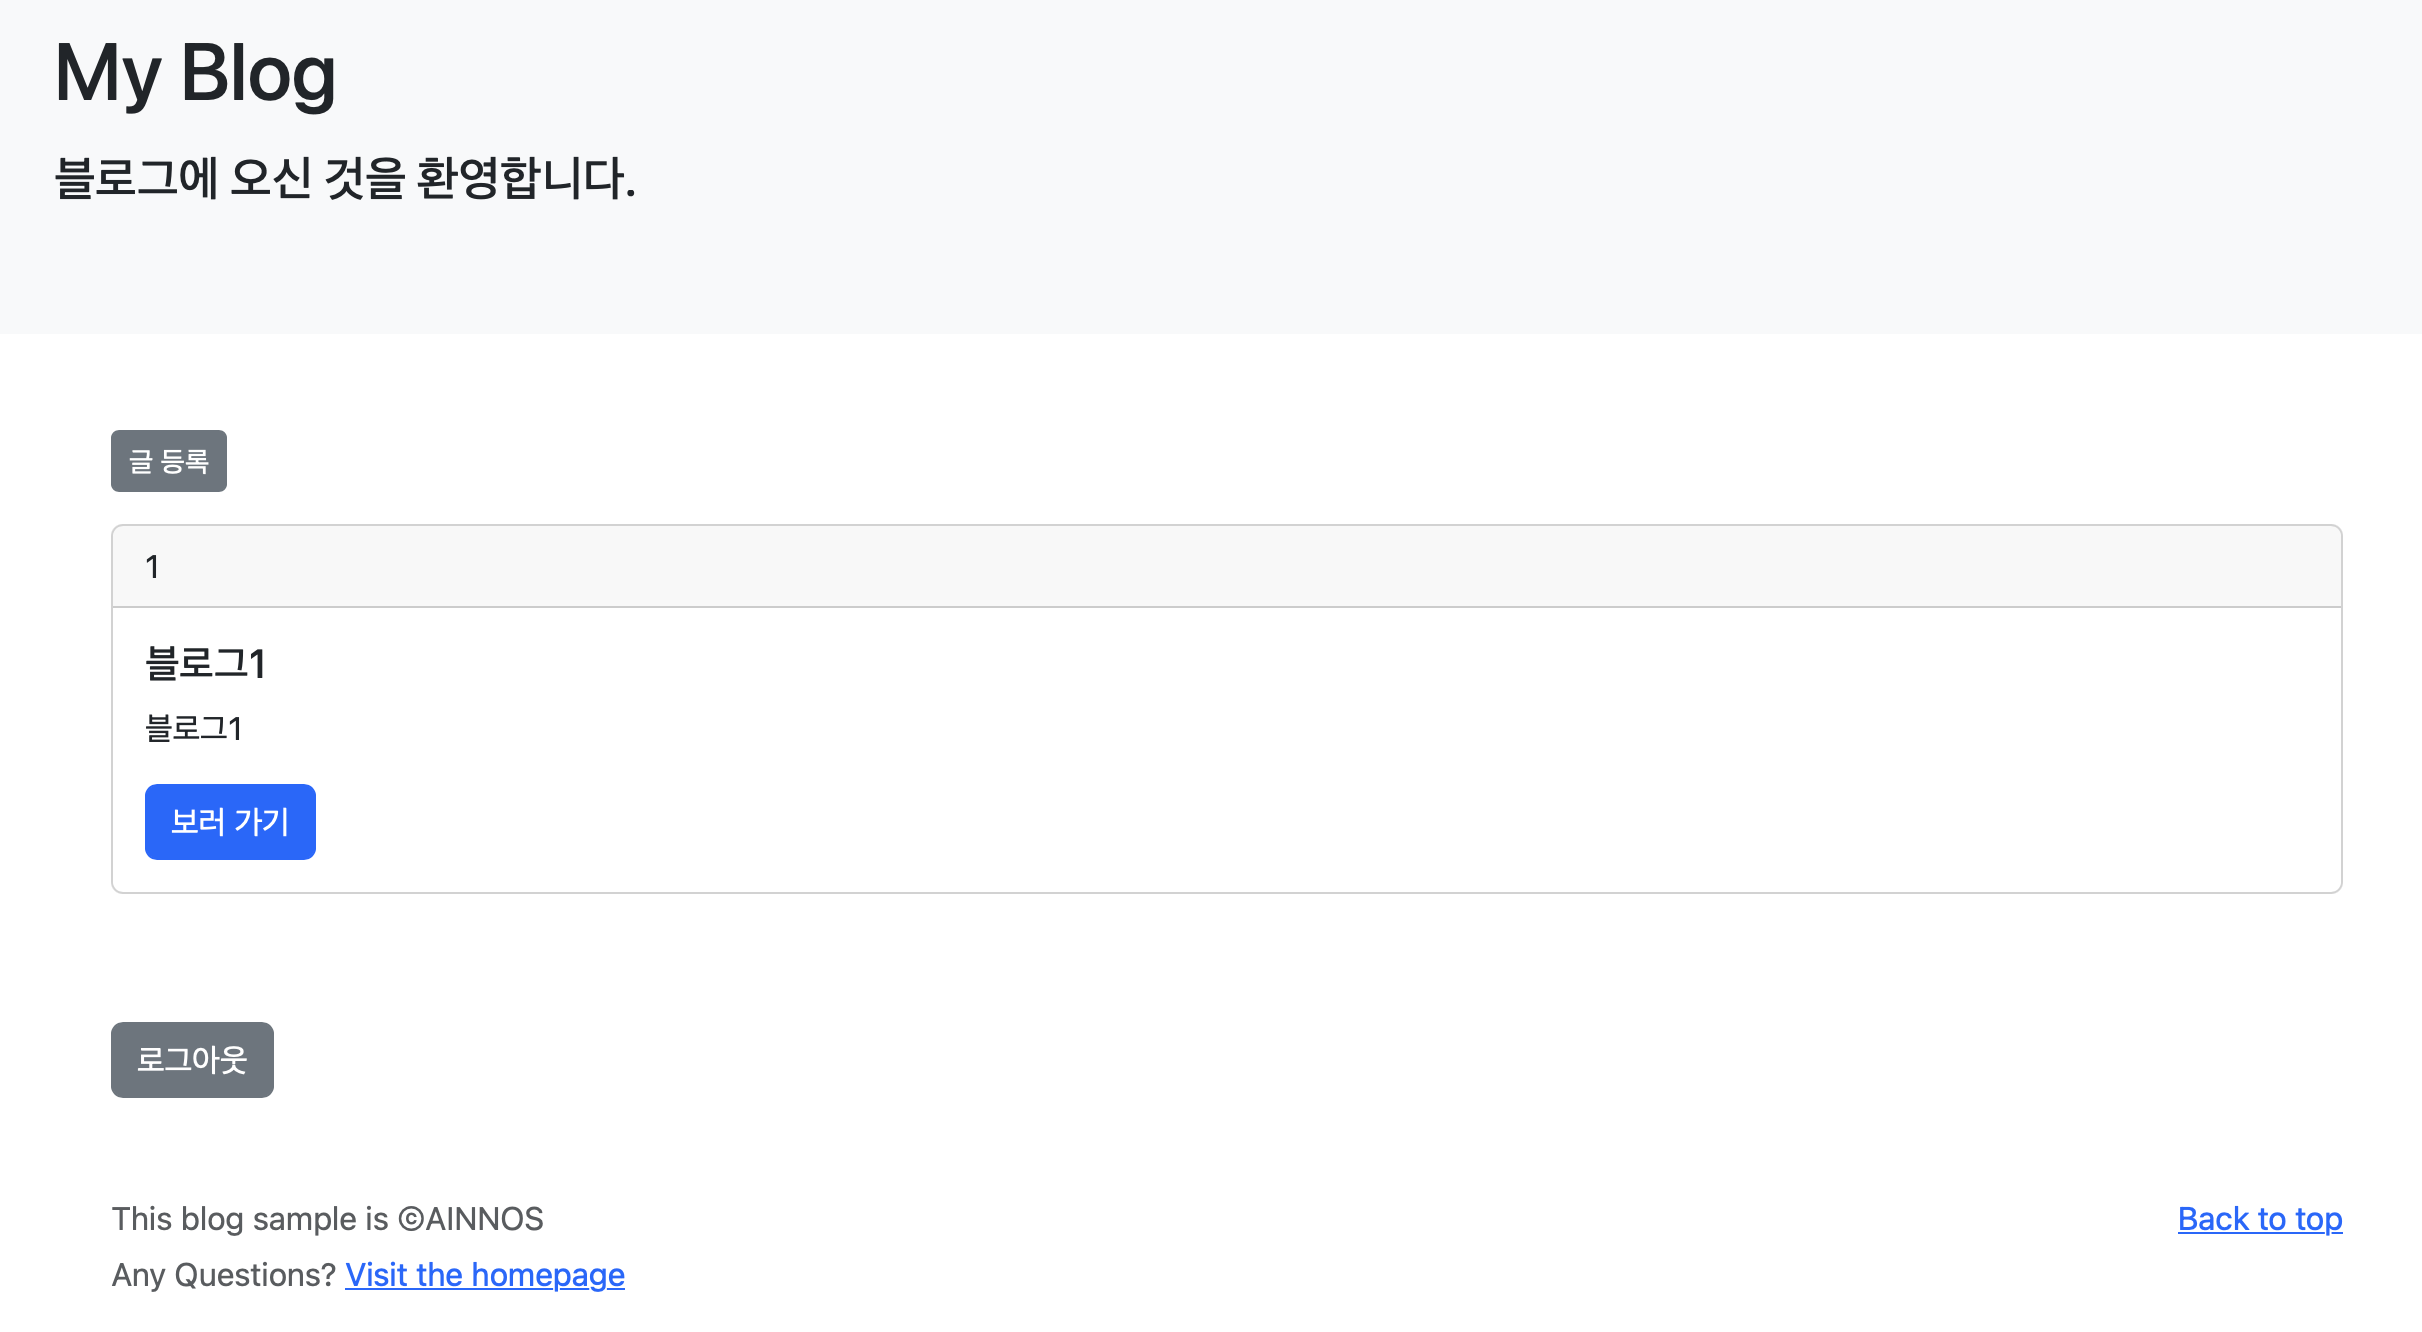 My Blog
블로그에 오신 것을 환영합니다.
글 등록
1
블로그1
블로그1
보러 가기
로그아웃
This blog sample is ©AINNOS
Back to top
Any Questions? Visit the homepage